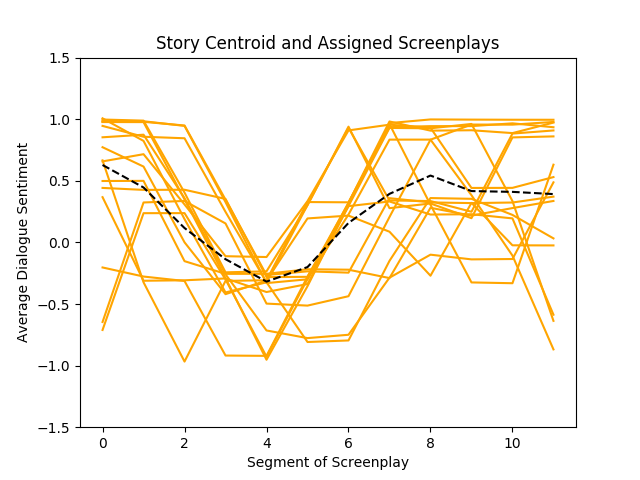 Story Centroid and Assigned Screenplays
Average Dialogue Sentiment
1.5
1.0
0.5
0.0
−0.5
−1.0
−1.5
0 2 4 6 8 10
Segment of Screenplay